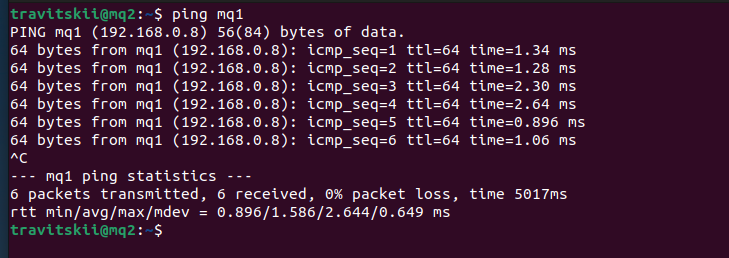 travitskii@mq2:~$ ping mq1
PING mq1 (192.168.0.8) 56(84) bytes of data.
64 bytes from mq1 (192.168.0.8): icmp_seq=1 ttl=64 time=1.34 ms
64 bytes from mq1 (192.168.0.8): icmp_seq=2 ttl=64 time=1.28 ms
64 bytes from mq1 (192.168.0.8): icmp_seq=3 ttl=64 time=2.30 ms
64 bytes from mq1 (192.168.0.8): icmp_seq=4 ttl=64 time=2.64 ms
64 bytes from mq1 (192.168.0.8): icmp_seq=5 ttl=64 time=0.896 ms
64 bytes from mq1 (192.168.0.8): icmp_seq=6 ttl=64 time=1.06 ms
^C
--- mq1 ping statistics ---
6 packets transmitted, 6 received, 0% packet loss, time 5017ms
rtt min/avg/max/mdev = 0.896/1.586/2.644/0.649 ms
travitskii@mq2:~$